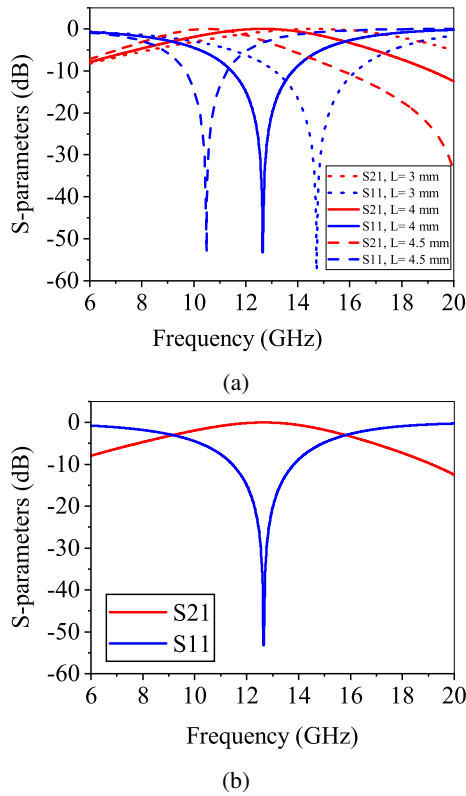 0
-10
-20
-30
-40
-50
-60
S-parameters (dB)
S21, L= 3 mm
S11, L= 3 mm
S21, L= 4 mm
S11, L= 4 mm
S21, L= 4.5 mm
S11, L= 4.5 mm
6 8 10 12 14 16 18 20
Frequency (GHz)
(a)
0
-10
-20
-30
-40
-50
-60
S-parameters (dB)
S21
S11
6 8 10 12 14 16 18 20
Frequency (GHz)
(b)